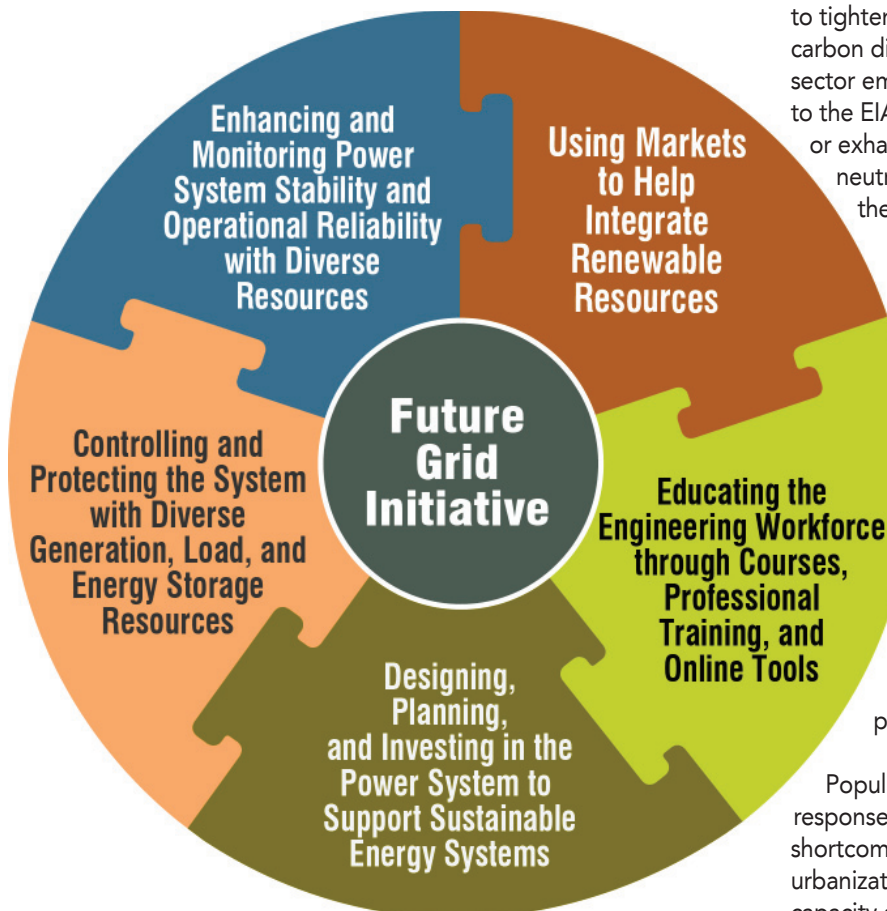 Enhancing and
Monitoring Power
System Stability and
Operational Reliability
with Diverse
Resources
Using Markets
to Help
Integrate
Renewable
Resources
Future
Grid
Initiative
Controlling and
Protecting the System
with Diverse
Generation, Load, and
Energy Storage
Resources
Educating the
Engineering Workforce
through Courses,
Professional
Training, and
Online Tools
Designing,
Planning,
and Investing in the
Power System to
Support Sustainable
Energy Systems
to tighten
carbon di
sector em
to the EIA
or exha
neutr
the
p
Popul
response
shortcom
urbanizat